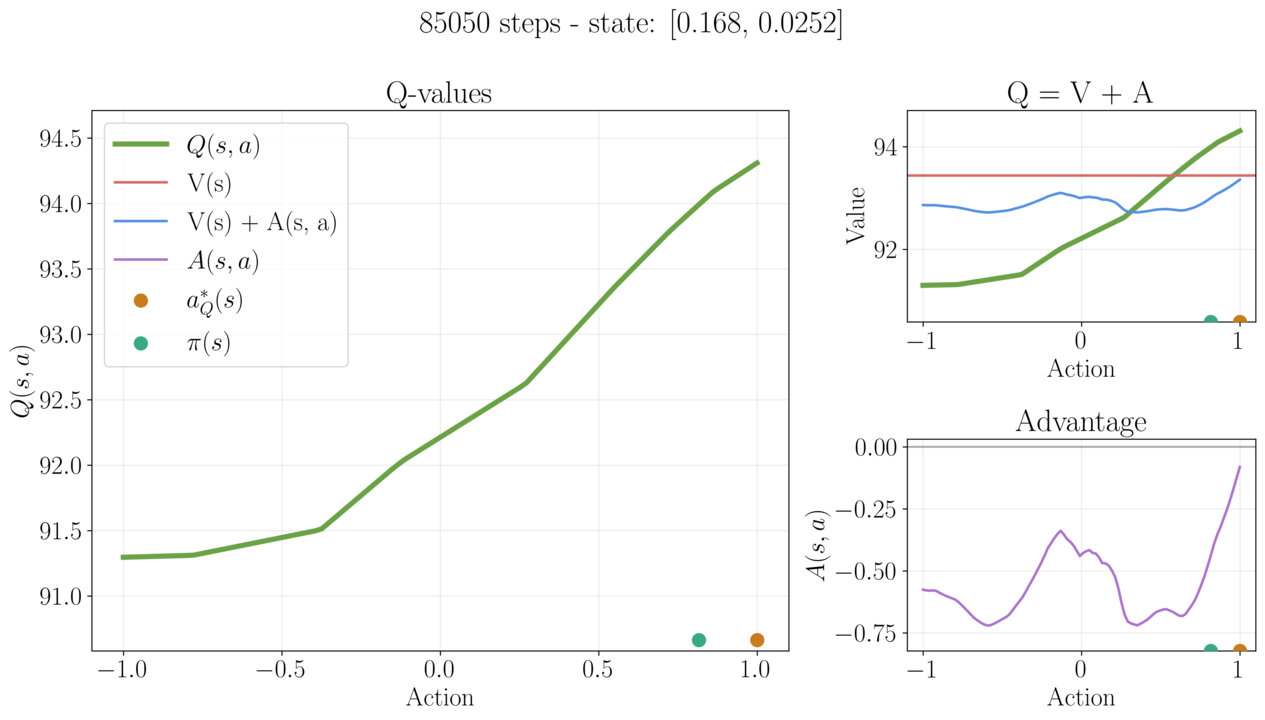 85050 steps - state: [0.168, 0.0252]
Q-values
Q(s, a)
94.5
94.0
93.5
93.0
92.5
92.0
91.5
91.0
Q(s, a)
V(s)
V(s) + A(s, a)
A(s, a)
a*Q(s)
π(s)
−1.0
−0.5
0.0
0.5
1.0
Action
Q = V + A
Value
94
92
−1
0
1
Action
Advantage
A(s, a)
0.00
−0.25
−0.50
−0.75
−1
0
1
Action